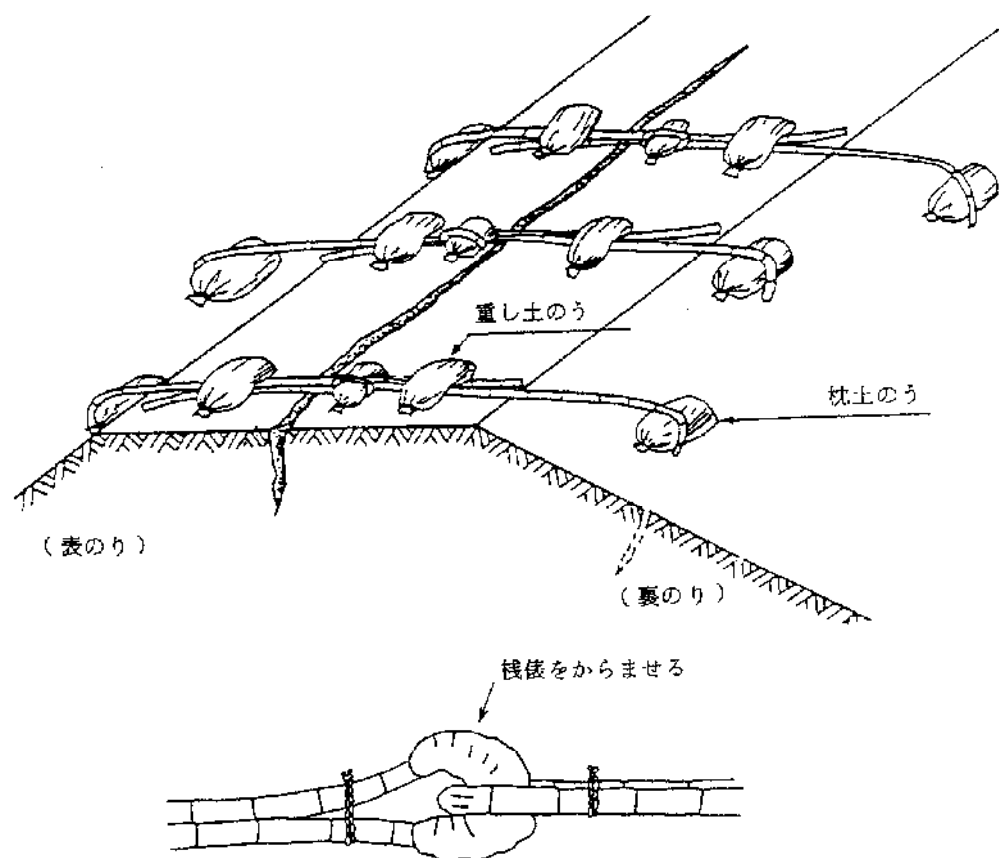 重し土のう
枕土のう
(表のり)
(裏のり)
桟俵をからませる